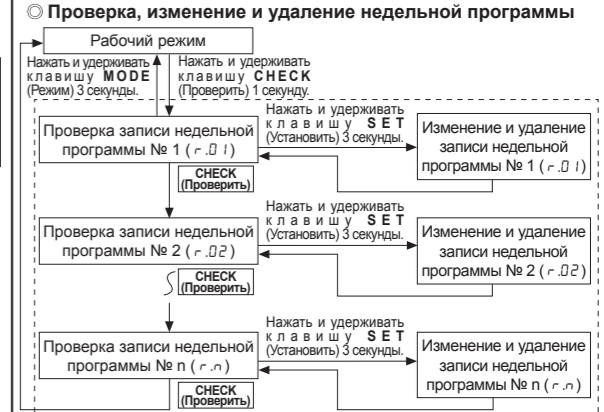 ◎ Проверка, изменение и удаление недельной программы
Рабочий режим
Нажать и удерживать
клавишу MODE
(Режим) 3 секунды.
Нажать и удерживать
клавишу CHECK
(Проверить) 1 секунду.
Проверка записи недельной
программы № 1 ( r .01 )
Нажать и удерживать
клавишу SET
(Установить) 3 секунды.
Изменение и удаление
записи недельной
программы № 1 ( r .01 )
CHECK
(Проверить)
Проверка записи недельной
программы № 2 ( r .02 )
Нажать и удерживать
клавишу SET
(Установить) 3 секунды.
Изменение и удаление
записи недельной
программы № 2 ( r .02 )
CHECK
(Проверить)
Проверка записи недельной
программы № n ( r .n )
Нажать и удерживать
клавишу SET
(Установить) 3 секунды.
Изменение и удаление
записи недельной
программы № n ( r .n )
CHECK
(Проверить)